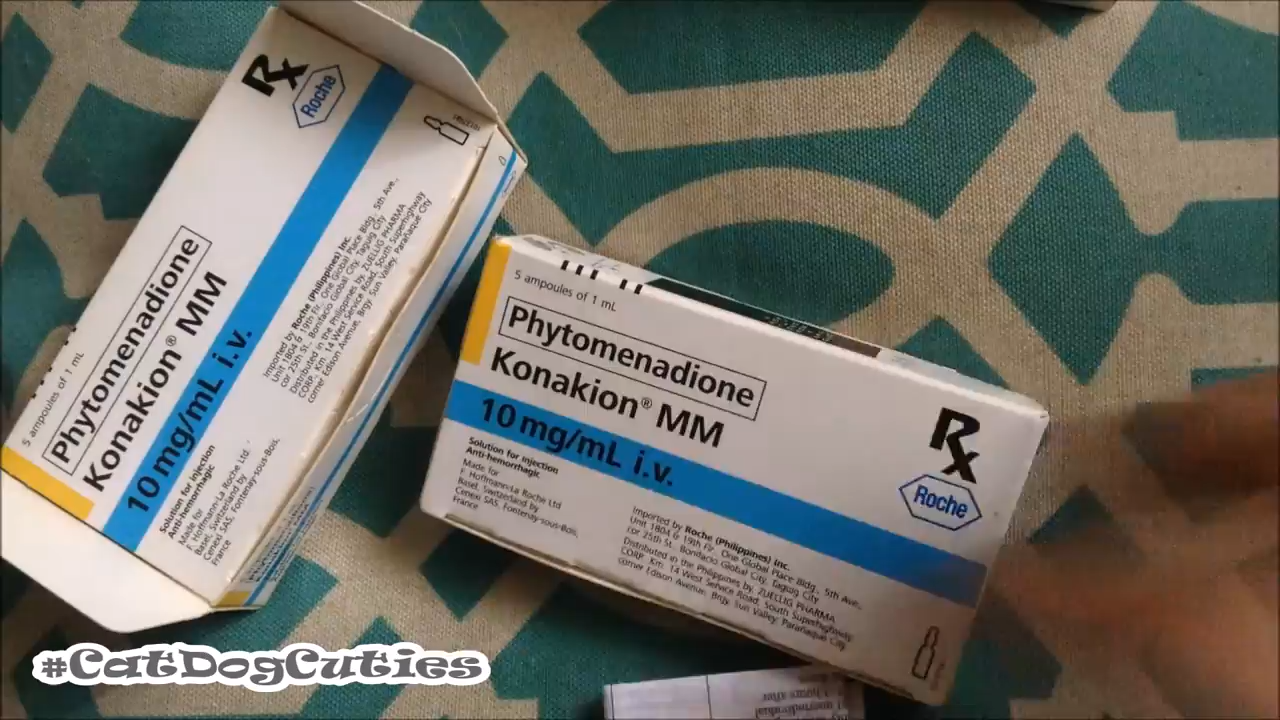 Rx
Roche
5 ampoules of 1 mL
Phytomenadione
Konakion® MM
10 mg/mL i.v.
Solution for injection
Anti-hemorrhagic
Made for
F. Hoffmann-La Roche Ltd
Basel, Switzerland by
Cenexi SAS, Fontenay-sous-Bois,
France
Imported by Roche (Philippines) Inc.
Unit 1804 & 19th Flr., One Global Place Bldg., 5th Ave.,
cor 25th St., Bonifacio Global City, Taguig City
Distributed in the Philippines by, ZUELLIG PHARMA
CORP., Km. 14 West Service Road, South Superhighway
corner Edison Avenue, Brgy. Sun Valley, Parañaque City
5 ampoules of 1 mL
Phytomenadione
Konakion® MM
10 mg/mL i.v.
Rx
Roche
Solution for injection
Anti-hemorrhagic
Made for
F. Hoffmann-La Roche Ltd
Basel, Switzerland by
Cenexi SAS, Fontenay-sous-Bois,
France
Imported by Roche (Philippines) Inc.
Unit 1804 & 19th Flr., One Global Place Bldg., 5th Ave.,
cor 25th St., Bonifacio Global City, Taguig City
Distributed in the Philippines by, ZUELLIG PHARMA
CORP., Km. 14 West Service Road, South Superhighway
corner Edison Avenue, Brgy. Sun Valley, Parañaque City
#CatDogCuties
hours after